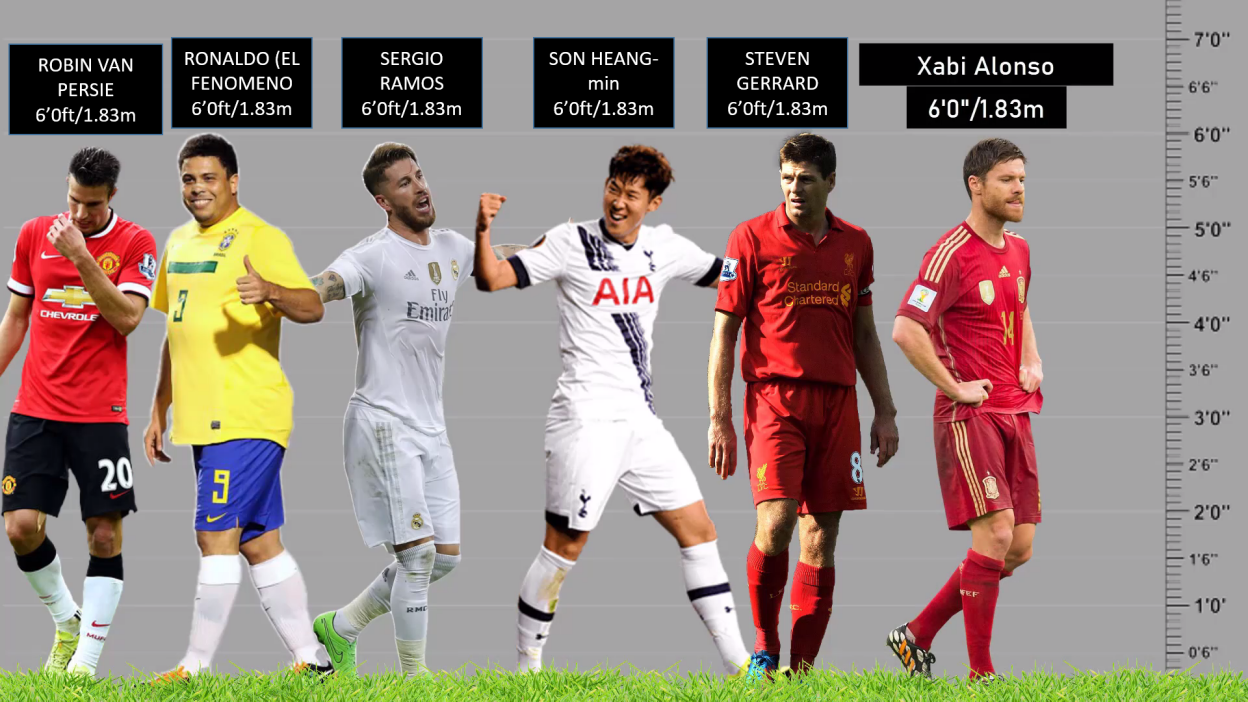 ROBIN VAN
PERSIE
6’0ft/1.83m
RONALDO (EL
FENOMENO
6’0ft/1.83m
SERGIO
RAMOS
6’0ft/1.83m
SON HEANG-
min
6’0ft/1.83m
STEVEN
GERRARD
6’0ft/1.83m
Xabi Alonso
6'0"/1.83m
7'0"
6'6"
6'0"
5'6"
5'0"
4'6"
4'0"
3'6"
3'0"
2'6"
2'0"
1'6"
1'0'
0'6"
CHEVROLET
20
9
Fly
Emirates
RMC
AIA
Standard
Chartered
8
14